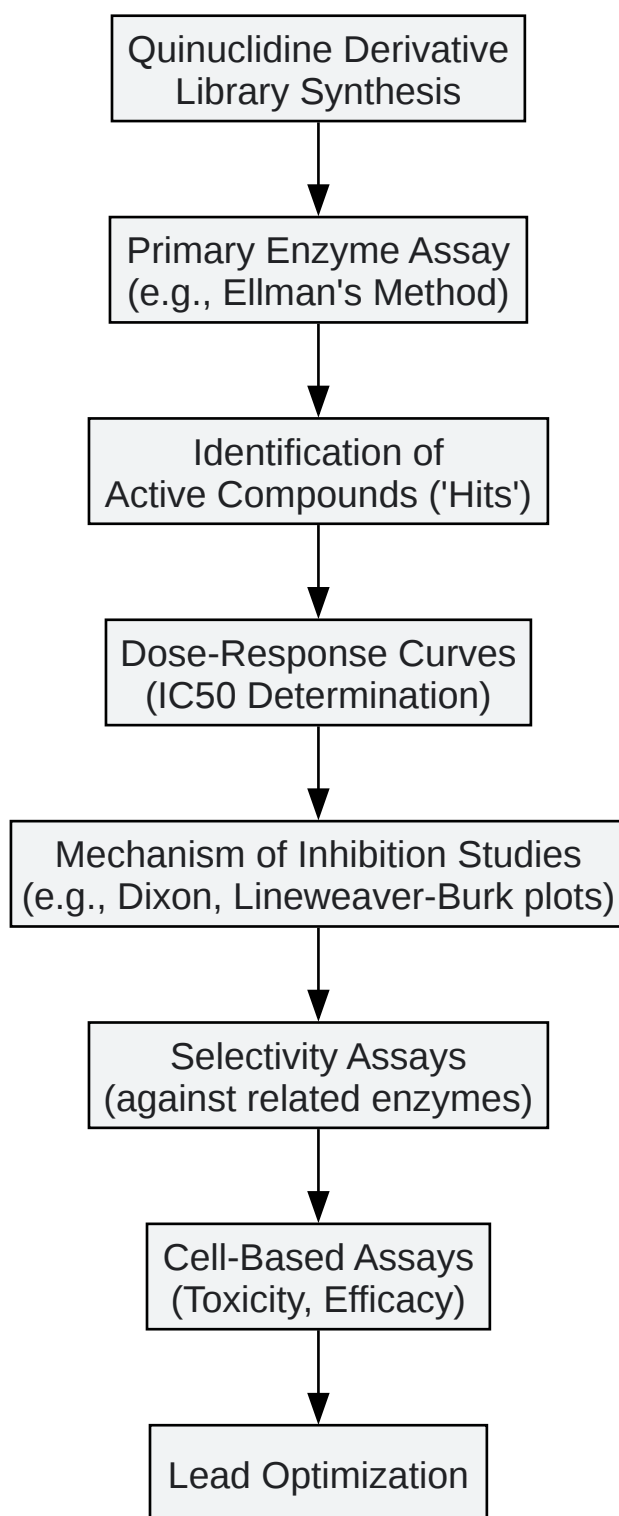 Quinuclidine Derivative
Library Synthesis
Primary Enzyme Assay
(e.g., Ellman's Method)
Identification of
Active Compounds ('Hits')
Dose-Response Curves
(IC50 Determination)
Mechanism of Inhibition Studies
(e.g., Dixon, Lineweaver-Burk plots)
Selectivity Assays
(against related enzymes)
Cell-Based Assays
(Toxicity, Efficacy)
Lead Optimization